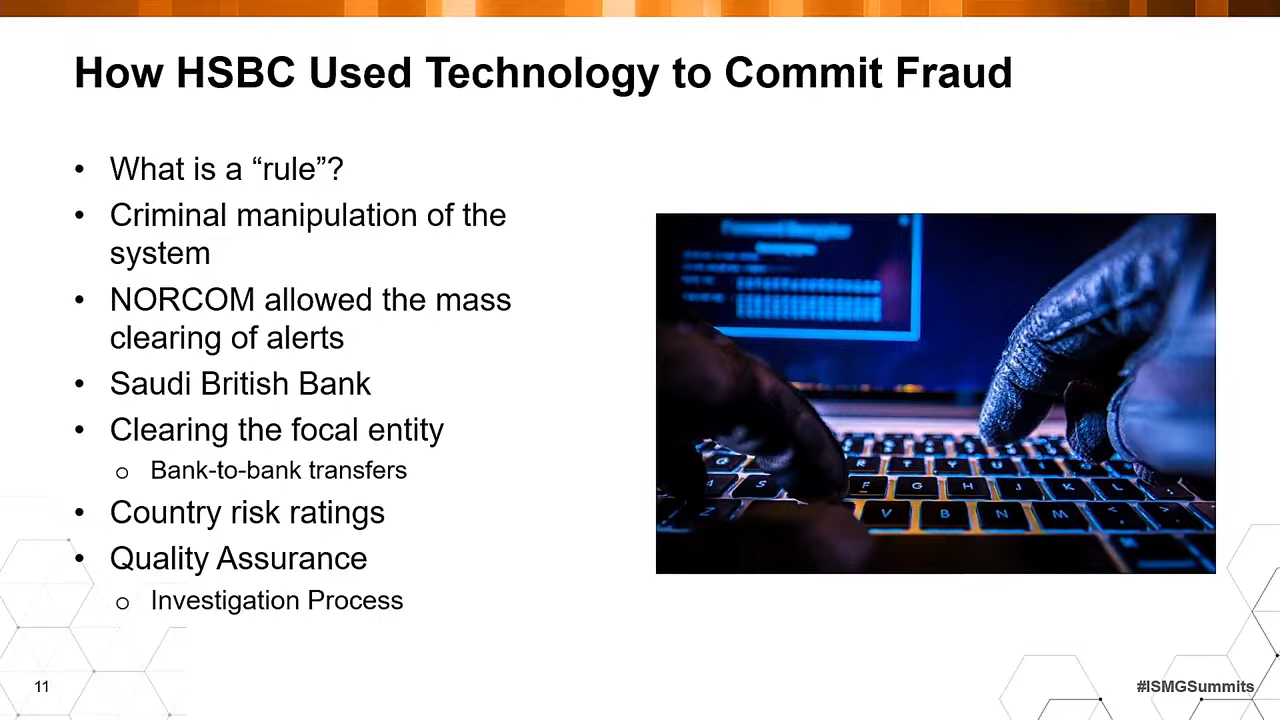 How HSBC Used Technology to Commit Fraud
• What is a “rule”?
• Criminal manipulation of the
system
• NORCOM allowed the mass
clearing of alerts
• Saudi British Bank
• Clearing the focal entity
o Bank-to-bank transfers
• Country risk ratings
• Quality Assurance
o Investigation Process
11
#ISMGSummits